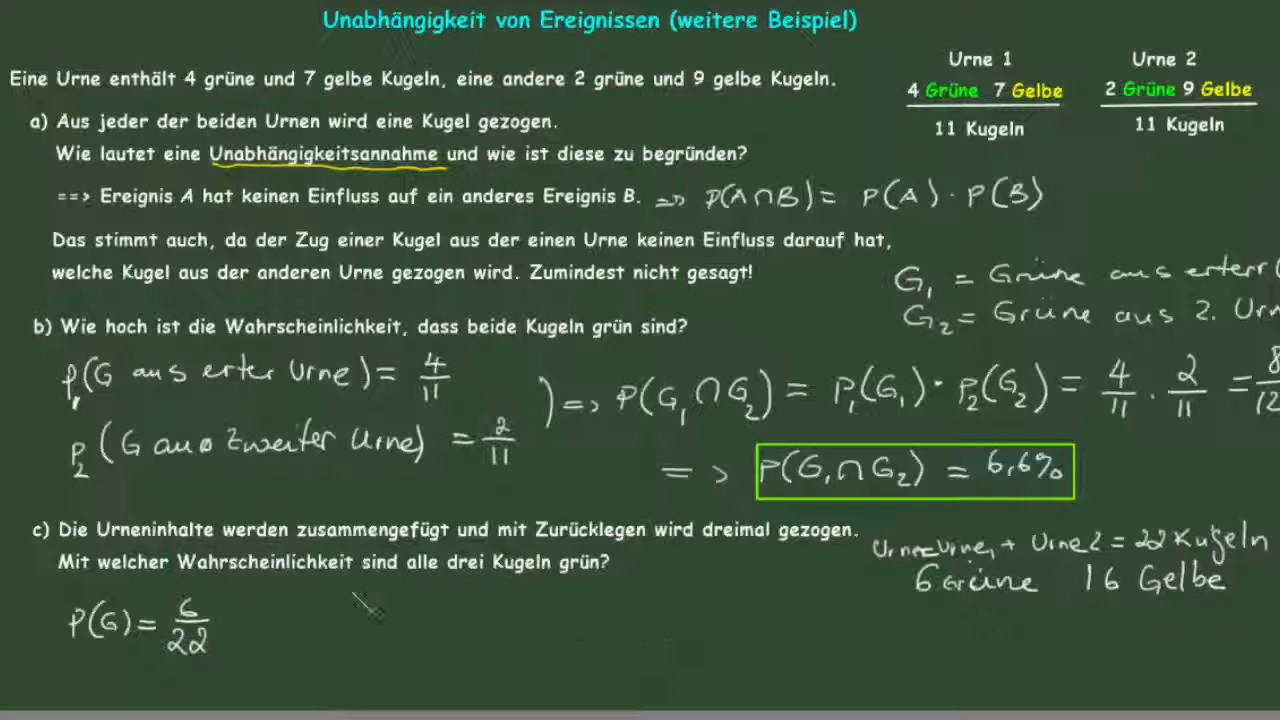 Unabhängigkeit von Ereignissen (weitere Beispiel)
Eine Urne enthält 4 grüne und 7 gelbe Kugeln, eine andere 2 grüne und 9 gelbe Kugeln.
Urne 1
4 Grüne 7 Gelbe
11 Kugeln
Urne 2
2 Grüne 9 Gelbe
11 Kugeln
a) Aus jeder der beiden Urnen wird eine Kugel gezogen.
Wie lautet eine Unabhängigkeitsannahme und wie ist diese zu begründen?
==> Ereignis A hat keinen Einfluss auf ein anderes Ereignis B. => P(A∩B) = P(A) · P(B)
Das stimmt auch, da der Zug einer Kugel aus der einen Urne keinen Einfluss darauf hat,
welche Kugel aus der anderen Urne gezogen wird. Zumindest nicht gesagt!
G₁ = Grüne aus erterr
G₂ = Grüne aus 2. Urn
b) Wie hoch ist die Wahrscheinlichkeit, dass beide Kugeln grün sind?
P₁(G aus erter Urne) = 4/11
P₂(G aus zweiter Urne) = 2/11
) => P(G₁∩G₂) = P₁(G₁) · P₂(G₂) = 4/11 · 2/11 = 8/12
=> P(G₁∩G₂) = 6,6%
c) Die Urneninhalte werden zusammengefügt und mit Zurücklegen wird dreimal gezogen.
Mit welcher Wahrscheinlichkeit sind alle drei Kugeln grün?
Urne=Urne₁ + Urne2 = 22 Kugeln
6 Grüne 16 Gelbe
P(G) = 6/22